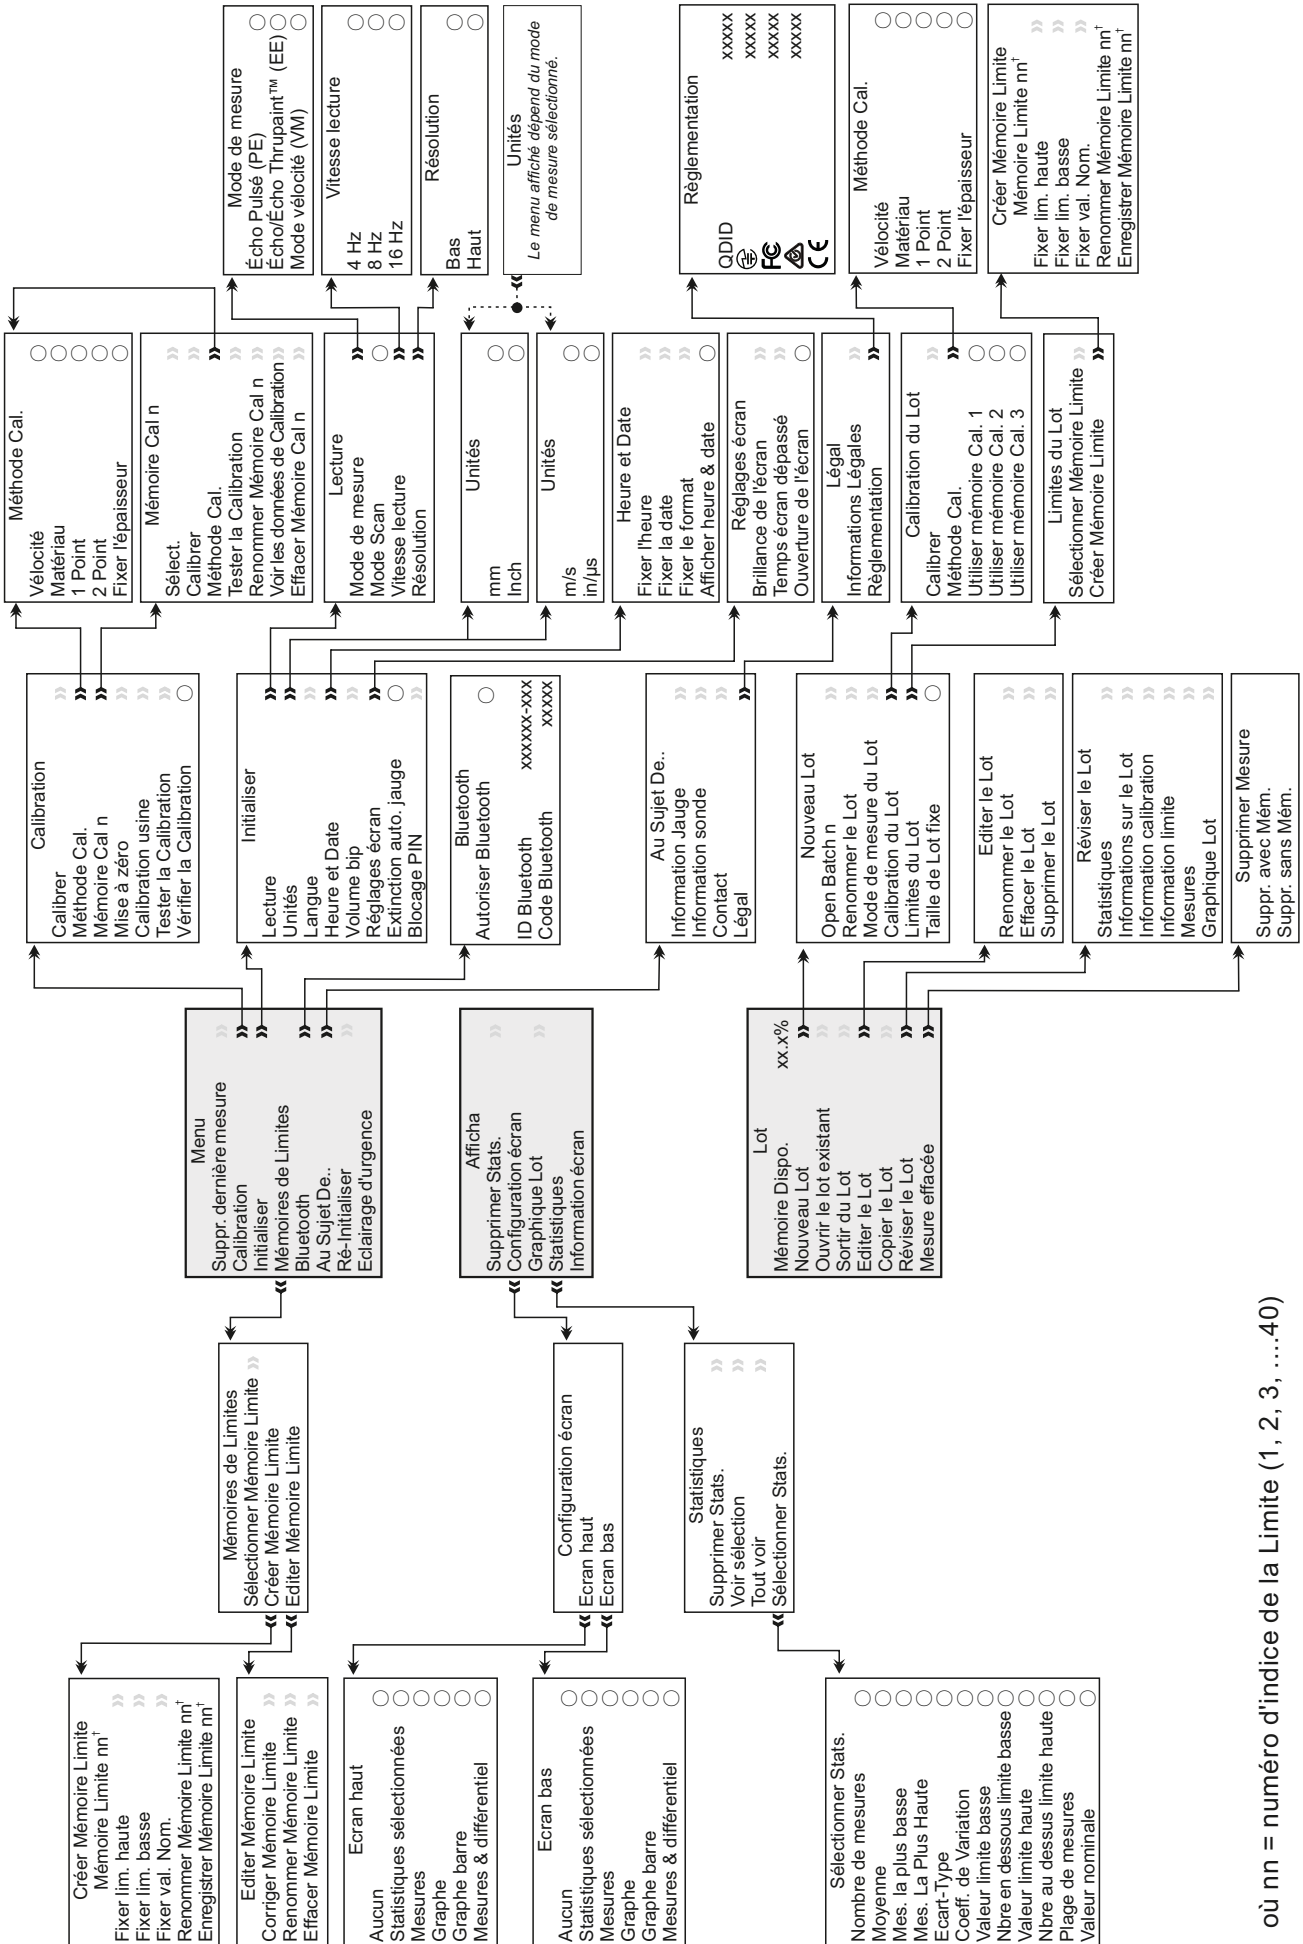 Créer Mémoire Limite
Mémoire Limite nn†
Fixer lim. haute
Fixer lim. basse
Fixer val. Nom.
Renommer Mémoire Limite nn†
Enregistrer Mémoire Limite nn†
Editer Mémoire Limite
Corriger Mémoire Limite
Renommer Mémoire Limite
Effacer Mémoire Limite
Ecran haut
Aucun
Statistiques sélectionnées
Mesures
Graphe
Graphe barre
Mesures & différentiel
Ecran bas
Aucun
Statistiques sélectionnées
Mesures
Graphe
Graphe barre
Mesures & différentiel
Sélectionner Stats.
Nombre de mesures
Moyenne
Mes. la plus basse
Mes. La Plus Haute
Ecart-Type
Coeff. de Variation
Valeur limite basse
Nbre en dessous limite basse
Valeur limite haute
Nbre au dessus limite haute
Plage de mesures
Valeur nominale
Mémoires de Limites
Sélectionner Mémoire Limite
Créer Mémoire Limite
Editer Mémoire Limite
Configuration écran
Ecran haut
Ecran bas
Statistiques
Supprimer Stats.
Voir sélection
Tout voir
Sélectionner Stats.
Menu
Suppr. dernière mesure
Calibration
Initialiser
Mémoires de Limites
Bluetooth
Au Sujet De..
Ré-Initialiser
Eclairage d'urgence
Afficha
Supprimer Stats.
Configuration écran
Graphique Lot
Statistiques
Information écran
Lot
Mémoire Dispo. xx.x%
Nouveau Lot
Ouvrir le lot existant
Sortir du Lot
Editer le Lot
Copier le Lot
Réviser le Lot
Mesure effacée
Calibration
Calibrer
Méthode Cal.
Mémoire Cal n
Mise à zéro
Calibration usine
Tester la Calibration
Vérifier la Calibration
Initialiser
Lecture
Unités
Langue
Heure et Date
Volume bip
Réglages écran
Extinction auto. jauge
Blocage PIN
Bluetooth
Autoriser Bluetooth
ID Bluetooth xxxxxx-xxx
Code Bluetooth xxxxx
Au Sujet De..
Information Jauge
Information sonde
Contact
Légal
Nouveau Lot
Open Batch n
Renommer le Lot
Mode de mesure du Lot
Calibration du Lot
Limites du Lot
Taille de Lot fixe
Editer le Lot
Renommer le Lot
Effacer le Lot
Supprimer le Lot
Réviser le Lot
Statistiques
Informations sur le Lot
Information calibration
Information limite
Mesures
Graphique Lot
Supprimer Mesure
Suppr. avec Mém.
Suppr. sans Mém.
Méthode Cal.
Vélocité
Matériau
1 Point
2 Point
Fixer l'épaisseur
Mémoire Cal n
Sélect.
Calibrer
Méthode Cal.
Tester la Calibration
Renommer Mémoire Cal n
Voir les données de Calibration
Effacer Mémoire Cal n
Lecture
Mode de mesure
Mode Scan
Vitesse lecture
Résolution
Unités
mm
Inch
Unités
m/s
in/µs
Heure et Date
Fixer l'heure
Fixer la date
Fixer le format
Afficher heure & date
Réglages écran
Brillance de l'écran
Temps écran dépassé
Ouverture de l'écran
Légal
Informations Légales
Règlementation
Calibration du Lot
Calibrer
Méthode Cal.
Utiliser mémoire Cal. 1
Utiliser mémoire Cal. 2
Utiliser mémoire Cal. 3
Limites du Lot
Sélectionner Mémoire Limite
Créer Mémoire Limite
Mode de mesure
Écho Pulsé (PE)
Écho/Écho Thrupaint™ (EE)
Mode vélocité (VM)
Vitesse lecture
4 Hz
8 Hz
16 Hz
Résolution
Bas
Haut
Unités
Le menu affiché dépend du mode
de mesure sélectionné.
Règlementation
QDID xxxxx
xxxxx
FC xxxxx
xxxxx
CE
Méthode Cal.
Vélocité
Matériau
1 Point
2 Point
Fixer l'épaisseur
Créer Mémoire Limite
Mémoire Limite nn†
Fixer lim. haute
Fixer lim. basse
Fixer val. Nom.
Renommer Mémoire Limite nn†
Enregistrer Mémoire Limite nn†
où nn = numéro d'indice de la Limite (1, 2, 3, ....40)